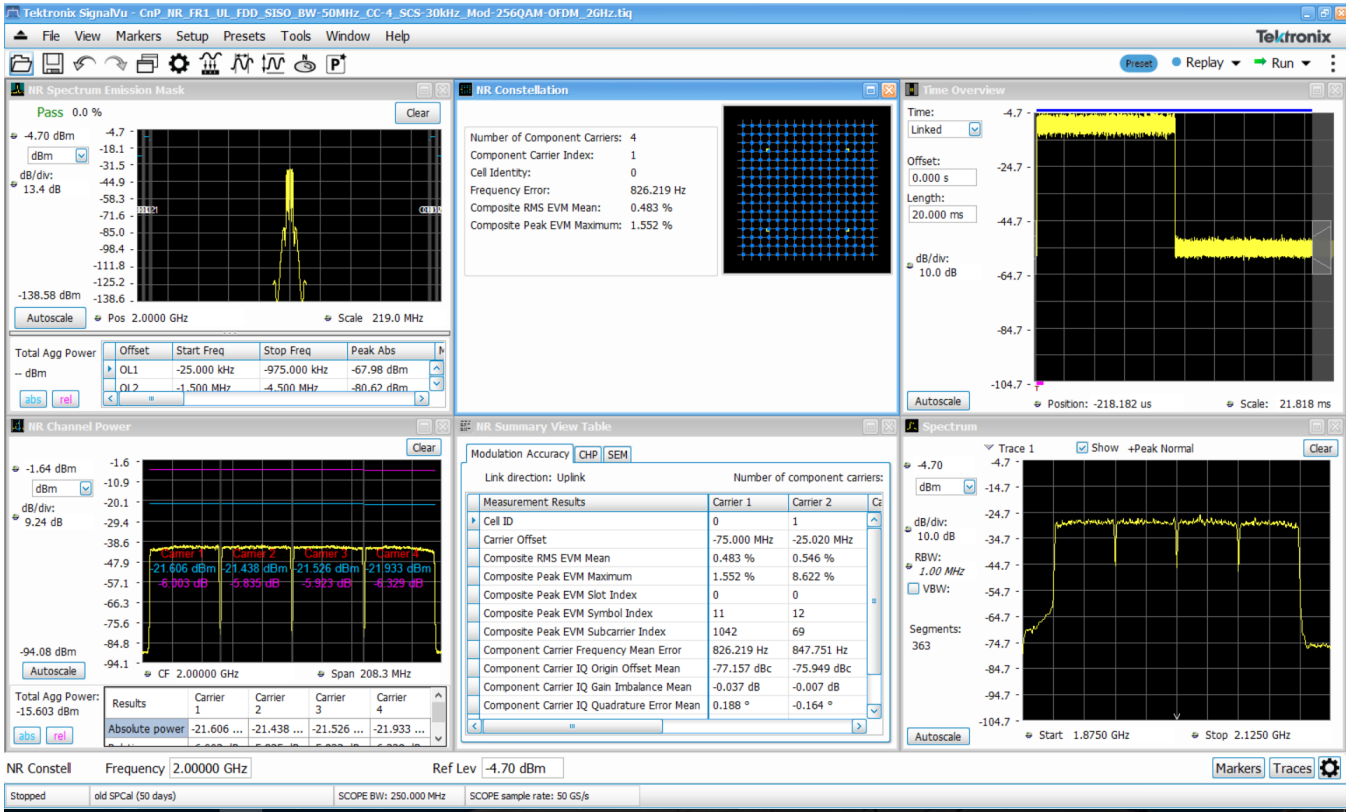 Tektronix SignalVu - CnP_NR_FR1_UL_FDD_SISO_BW-50MHz_CC-4_SCS-30kHz_Mod-256QAM-OFDM_2GHz.tiq
File View Markers Setup Presets Tools Window Help
Tektronix
P*
Preset Replay Run
NR Spectrum Emission Mask
Pass 0.0 %
Clear
-4.70 dBm
dBm
dB/div:
13.4 dB
-4.7
-18.1
-31.5
-44.9
-58.3
-71.6
-85.0
-98.4
-111.8
-125.2
-138.6
-138.58 dBm
Autoscale
Pos 2.0000 GHz
Scale 219.0 MHz
Total Agg Power
-- dBm
abs rel
Offset Start Freq Stop Freq Peak Abs
OL1 -25.000 kHz -975.000 kHz -67.98 dBm
OL2 -1.500 MHz -4.500 MHz -80.62 dBm
NR Constellation
Number of Component Carriers: 4
Component Carrier Index: 1
Cell Identity: 0
Frequency Error: 826.219 Hz
Composite RMS EVM Mean: 0.483 %
Composite Peak EVM Maximum: 1.552 %
Time Overview
Time:
Linked
Offset:
0.000 s
Length:
20.000 ms
dB/div:
10.0 dB
-4.7
-24.7
-44.7
-64.7
-84.7
-104.7
T
Autoscale
Position: -218.182 us
Scale: 21.818 ms
NR Channel Power
Clear
-1.64 dBm
dBm
dB/div:
9.24 dB
-1.6
-10.9
-20.1
-29.4
-38.6
-47.9
-57.1
-66.3
-75.6
-84.8
-94.1
Carrier 1 Carrier 2 Carrier 3 Carrier 4
-21.606 dBm -21.438 dBm -21.526 dBm -21.933 dBm
-6.003 dB -5.835 dB -5.923 dB -6.329 dB
-94.08 dBm
Autoscale
CF 2.00000 GHz
Span 208.3 MHz
Total Agg Power:
-15.603 dBm
abs rel
Results Carrier 1 Carrier 2 Carrier 3 Carrier 4
Absolute power -21.606 ... -21.438 ... -21.526 ... -21.933 ...
NR Summary View Table
Modulation Accuracy CHP SEM
Link direction: Uplink
Number of component carriers:
Measurement Results Carrier 1 Carrier 2 Ca
Cell ID 0 1
Carrier Offset -75.000 MHz -25.020 MHz
Composite RMS EVM Mean 0.483 % 0.546 %
Composite Peak EVM Maximum 1.552 % 8.622 %
Composite Peak EVM Slot Index 0 0
Composite Peak EVM Symbol Index 11 12
Composite Peak EVM Subcarrier Index 1042 69
Component Carrier Frequency Mean Error 826.219 Hz 847.751 Hz
Component Carrier IQ Origin Offset Mean -77.157 dBc -75.949 dBc
Component Carrier IQ Gain Imbalance Mean -0.037 dB -0.007 dB
Component Carrier IQ Quadrature Error Mean 0.188 ° -0.164 °
Spectrum
Trace 1 Show +Peak Normal
Clear
-4.70
dBm
dB/div:
10.0 dB
RBW:
1.00 MHz
VBW:
Segments:
363
-4.7
-14.7
-24.7
-34.7
-44.7
-54.7
-64.7
-74.7
-84.7
-94.7
-104.7
Autoscale
Start 1.8750 GHz
Stop 2.1250 GHz
NR Constell Frequency 2.00000 GHz Ref Lev -4.70 dBm
Markers Traces
Stopped old SPCal (50 days) SCOPE BW: 250.000 MHz SCOPE sample rate: 50 GS/s